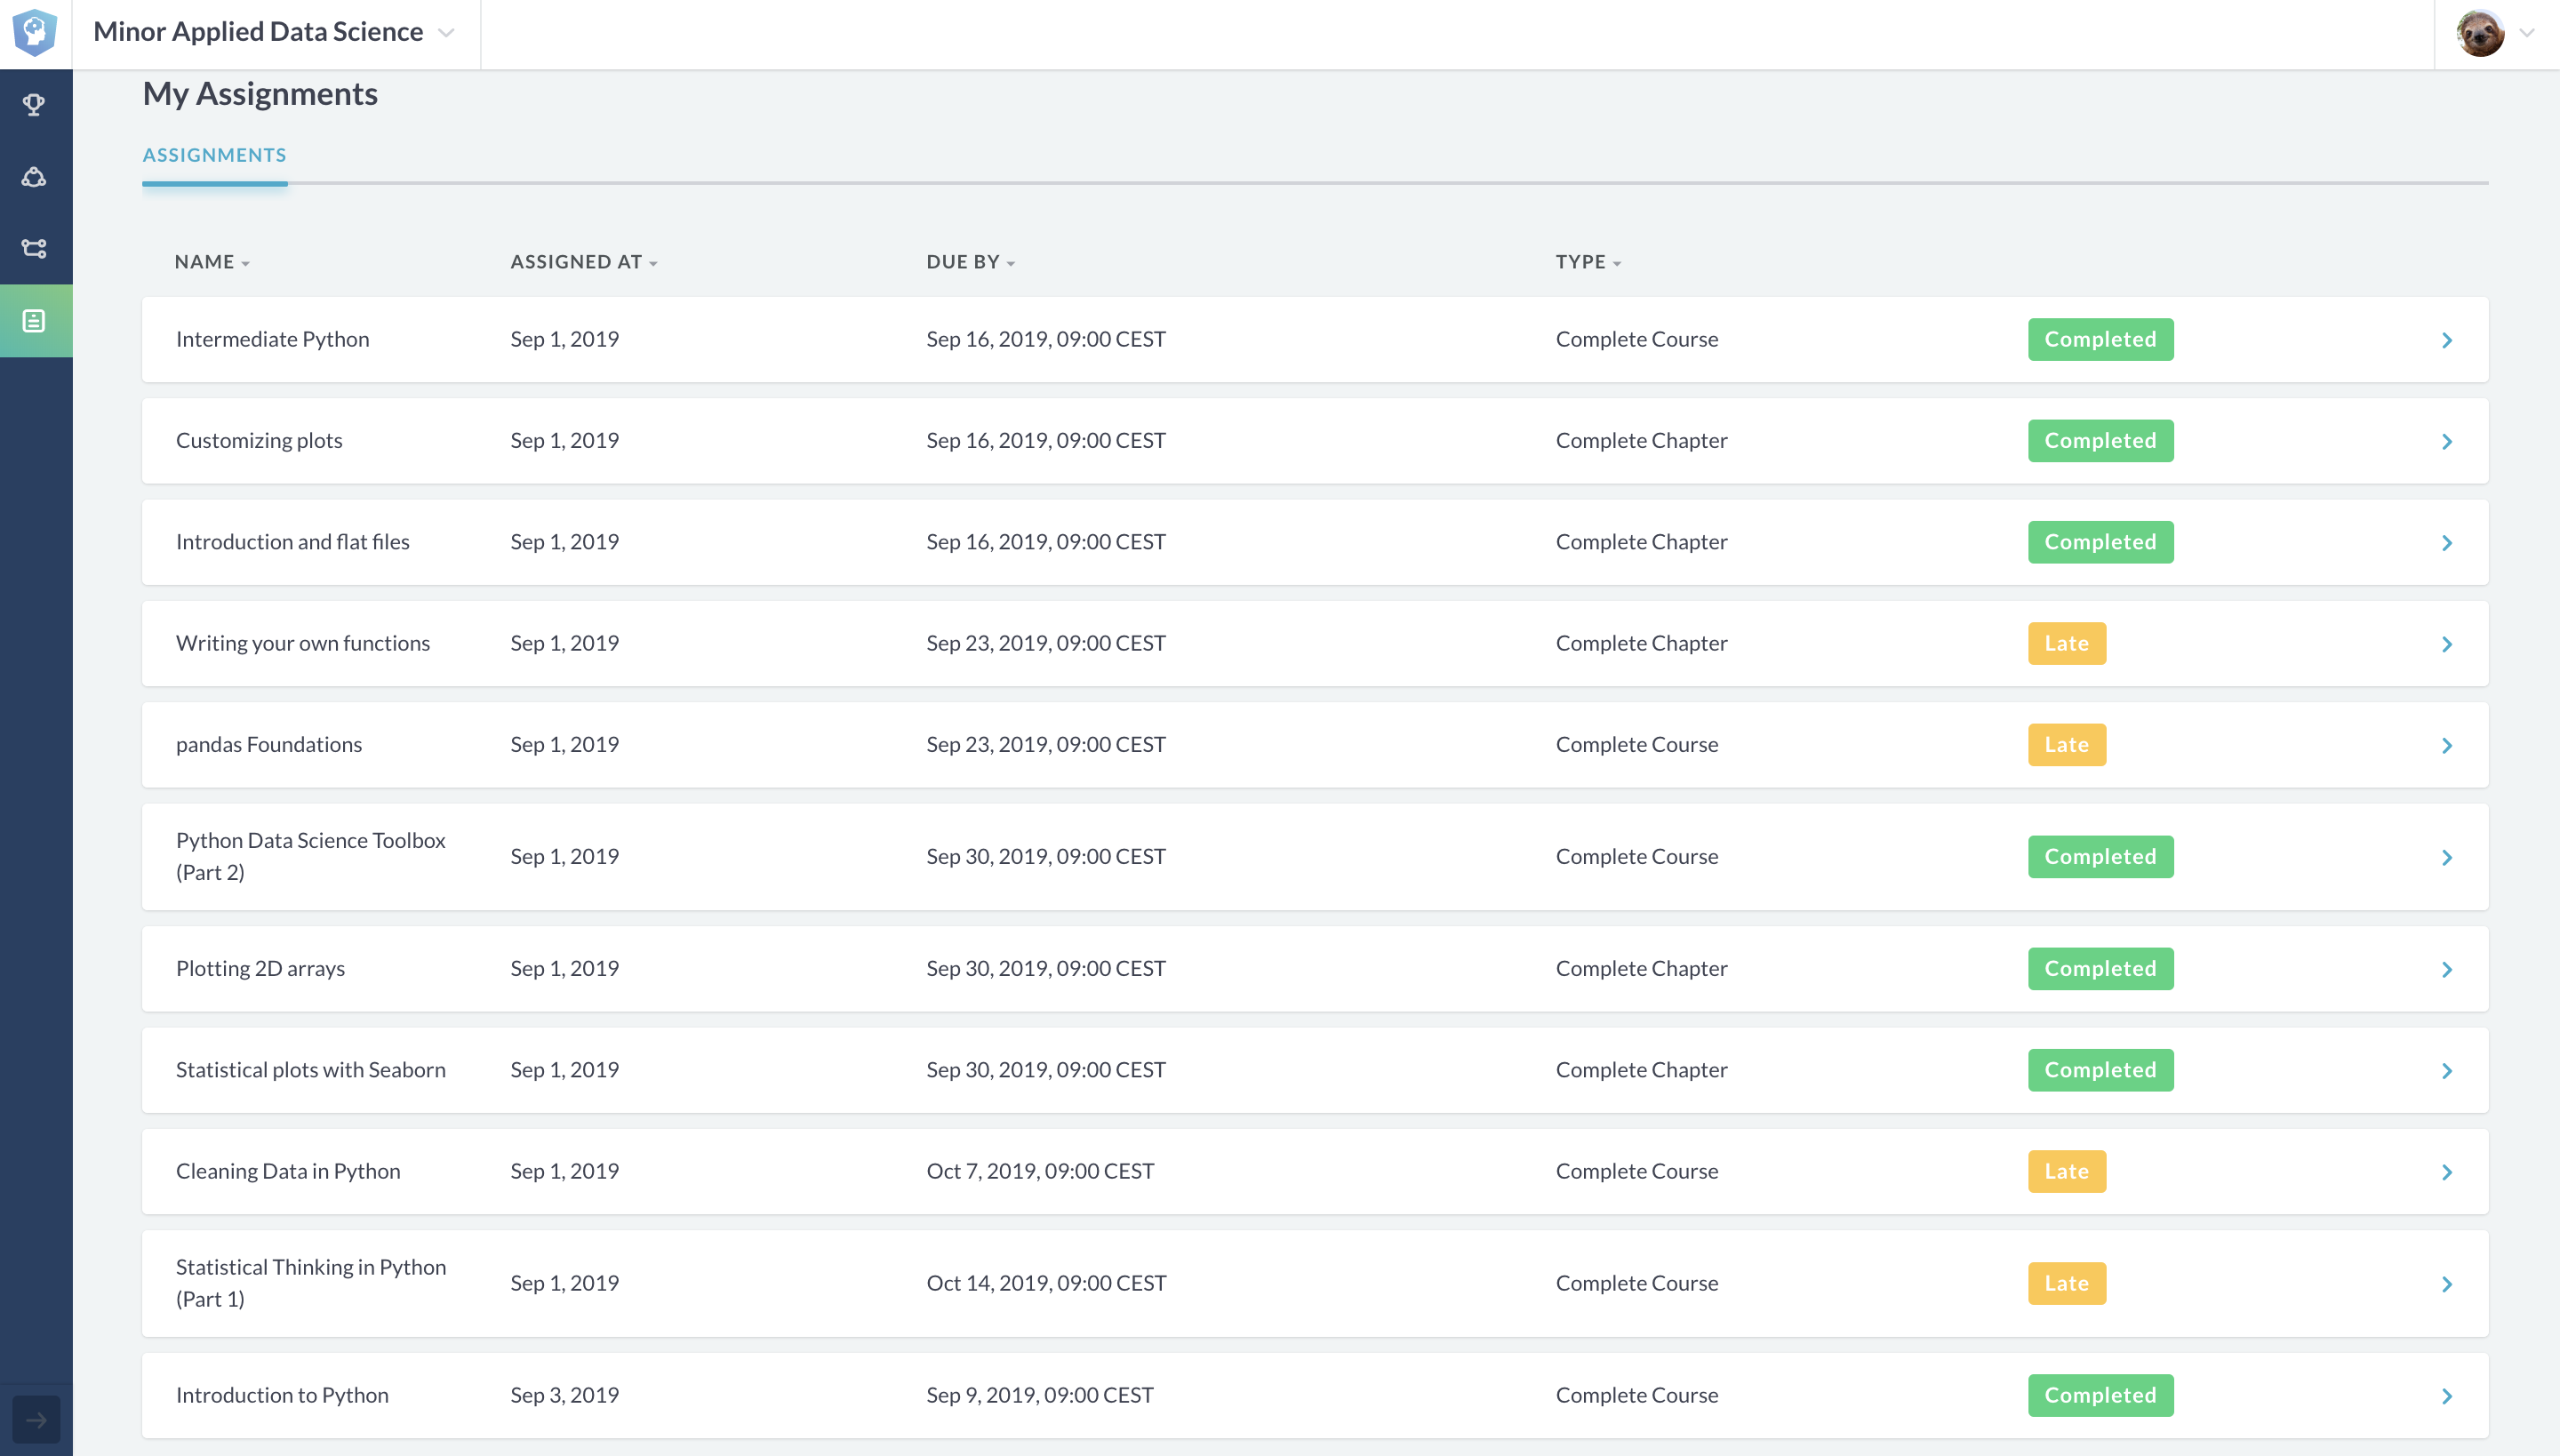 Minor Applied Data Science
My Assignments
ASSIGNMENTS
NAME ASSIGNED AT DUE BY TYPE
Intermediate Python Sep 1, 2019 Sep 16, 2019, 09:00 CEST Complete Course Completed
Customizing plots Sep 1, 2019 Sep 16, 2019, 09:00 CEST Complete Chapter Completed
Introduction and flat files Sep 1, 2019 Sep 16, 2019, 09:00 CEST Complete Chapter Completed
Writing your own functions Sep 1, 2019 Sep 23, 2019, 09:00 CEST Complete Chapter Late
pandas Foundations Sep 1, 2019 Sep 23, 2019, 09:00 CEST Complete Course Late
Python Data Science Toolbox
(Part 2) Sep 1, 2019 Sep 30, 2019, 09:00 CEST Complete Course Completed
Plotting 2D arrays Sep 1, 2019 Sep 30, 2019, 09:00 CEST Complete Chapter Completed
Statistical plots with Seaborn Sep 1, 2019 Sep 30, 2019, 09:00 CEST Complete Chapter Completed
Cleaning Data in Python Sep 1, 2019 Oct 7, 2019, 09:00 CEST Complete Course Late
Statistical Thinking in Python
(Part 1) Sep 1, 2019 Oct 14, 2019, 09:00 CEST Complete Course Late
Introduction to Python Sep 3, 2019 Sep 9, 2019, 09:00 CEST Complete Course Completed